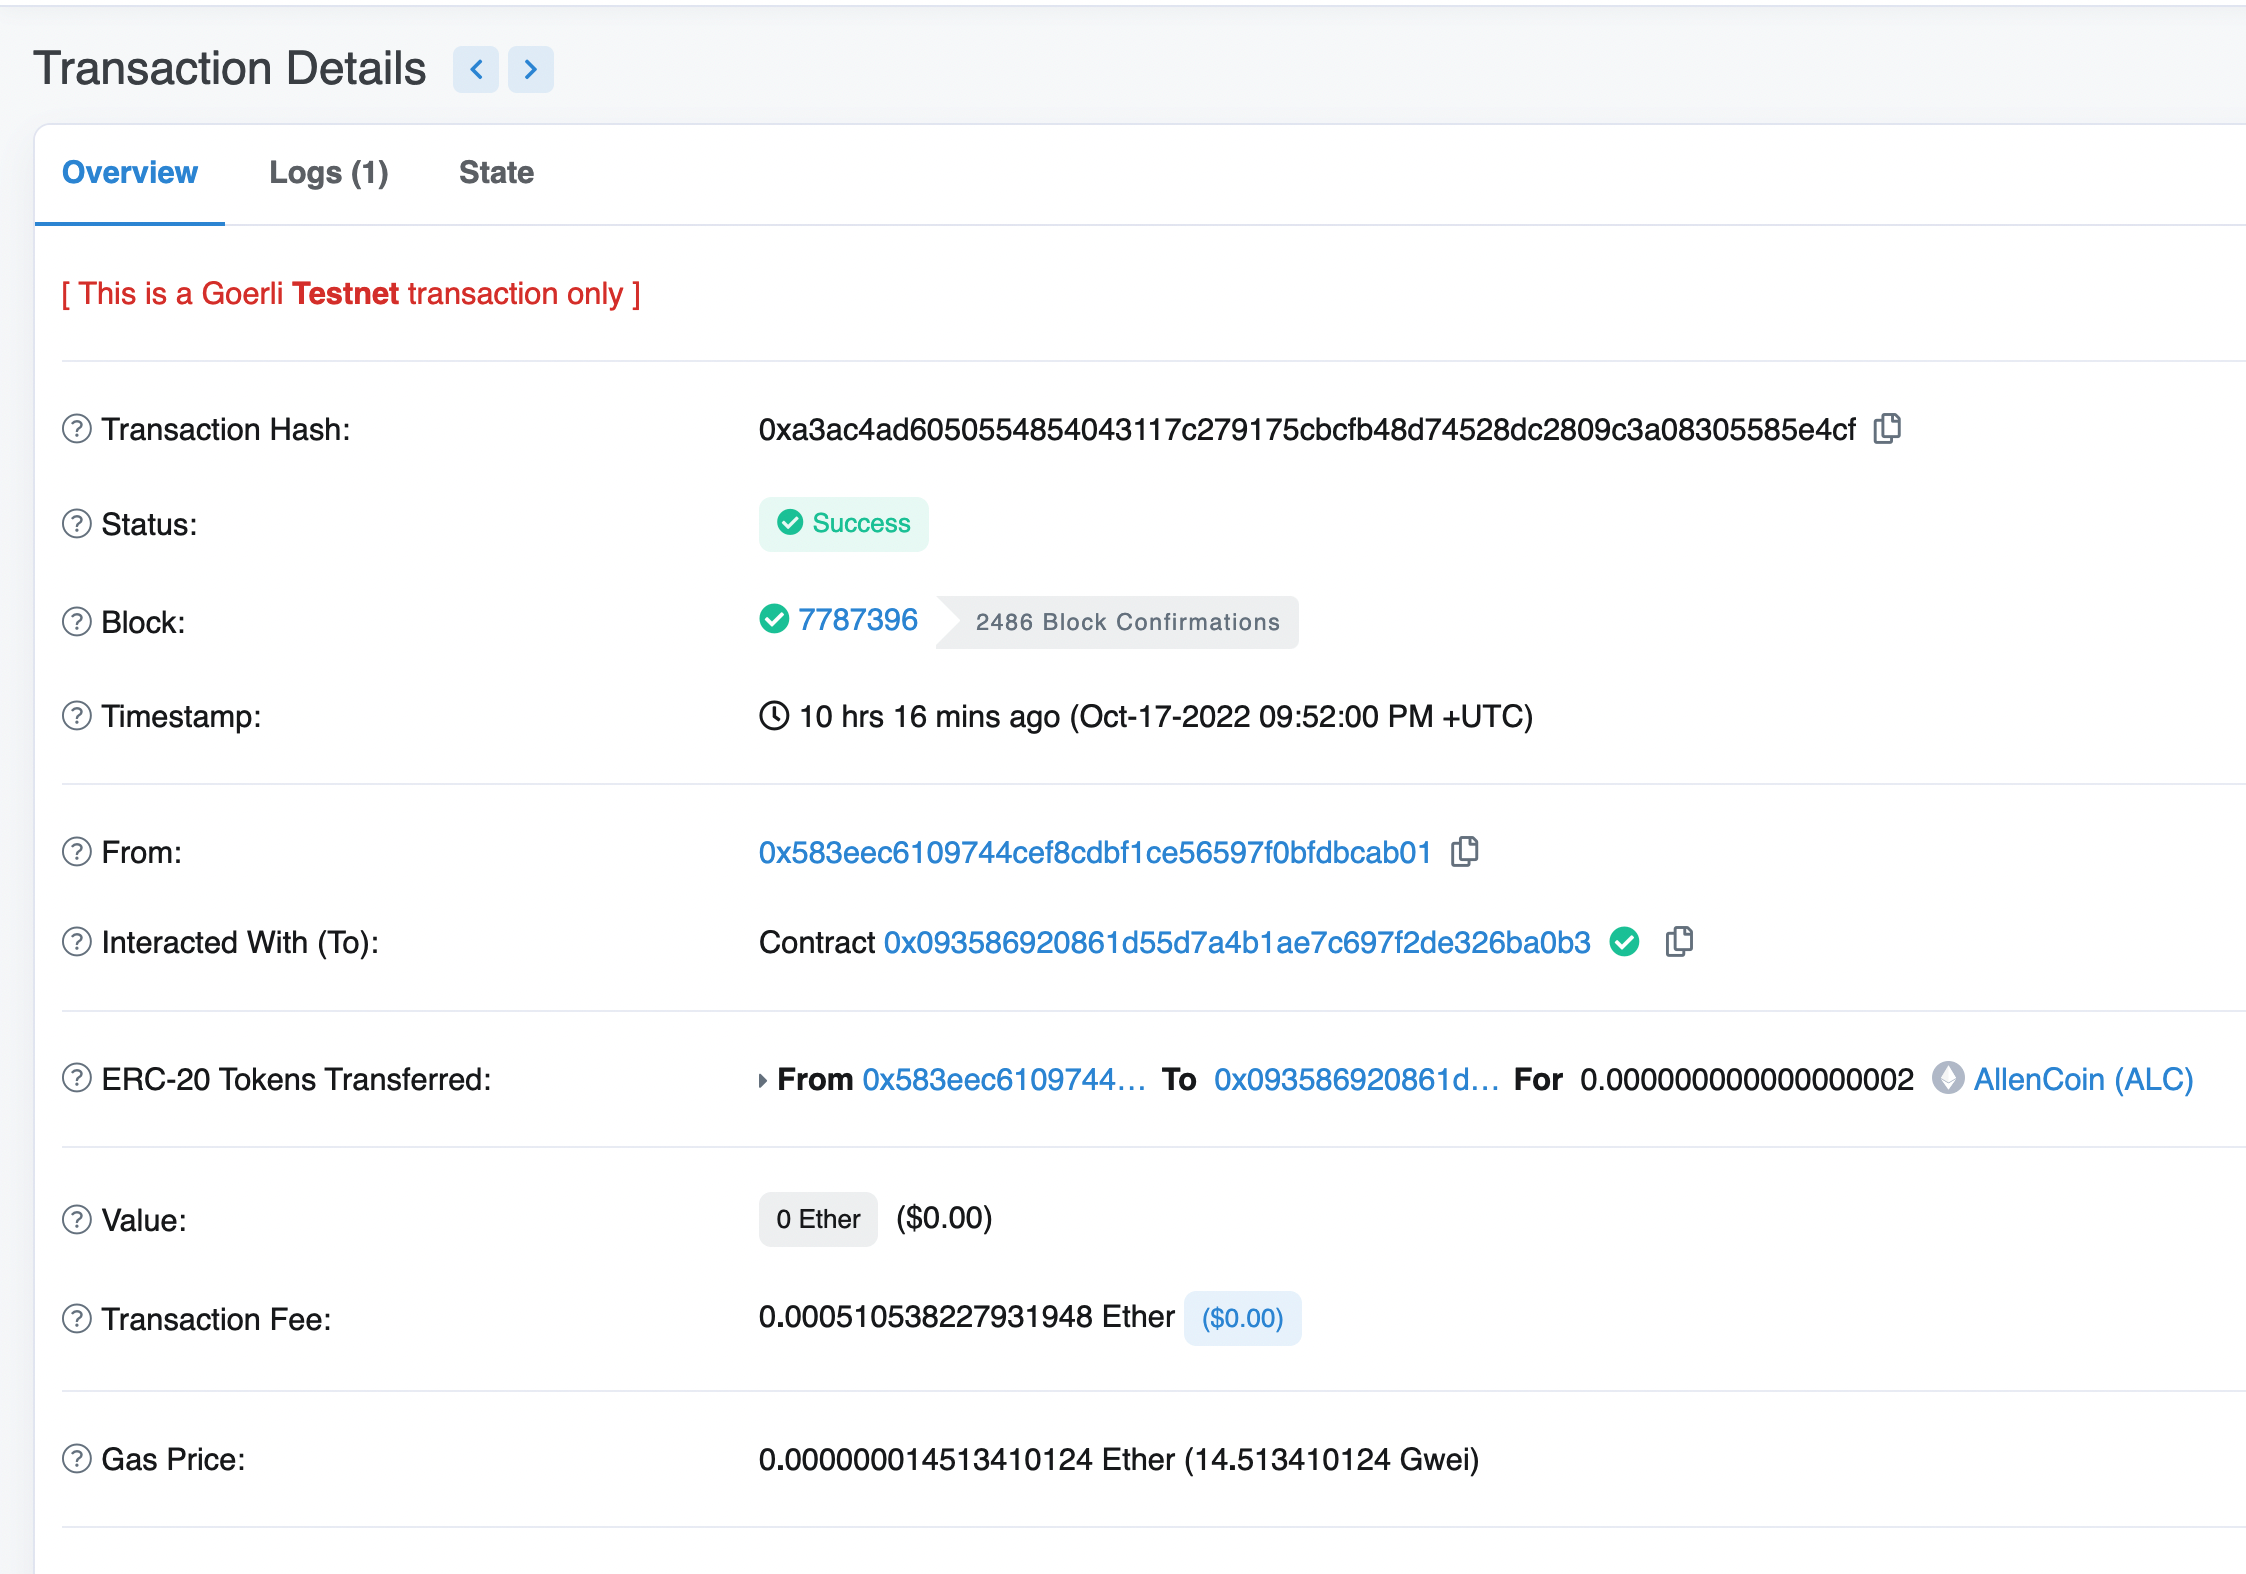 Transaction Details
Overview Logs (1) State
[ This is a Goerli Testnet transaction only ]
Transaction Hash: 0xa3ac4ad6050554854043117c279175cbcfb48d74528dc2809c3a08305585e4cf
Status: Success
Block: 7787396 2486 Block Confirmations
Timestamp: 10 hrs 16 mins ago (Oct-17-2022 09:52:00 PM +UTC)
From: 0x583eec6109744cef8cdbf1ce56597f0bfdbcab01
Interacted With (To): Contract 0x093586920861d55d7a4b1ae7c697f2de326ba0b3
ERC-20 Tokens Transferred: From 0x583eec6109744... To 0x093586920861d... For 0.000000000000000002 AllenCoin (ALC)
Value: 0 Ether ($0.00)
Transaction Fee: 0.000510538227931948 Ether ($0.00)
Gas Price: 0.000000014513410124 Ether (14.513410124 Gwei)